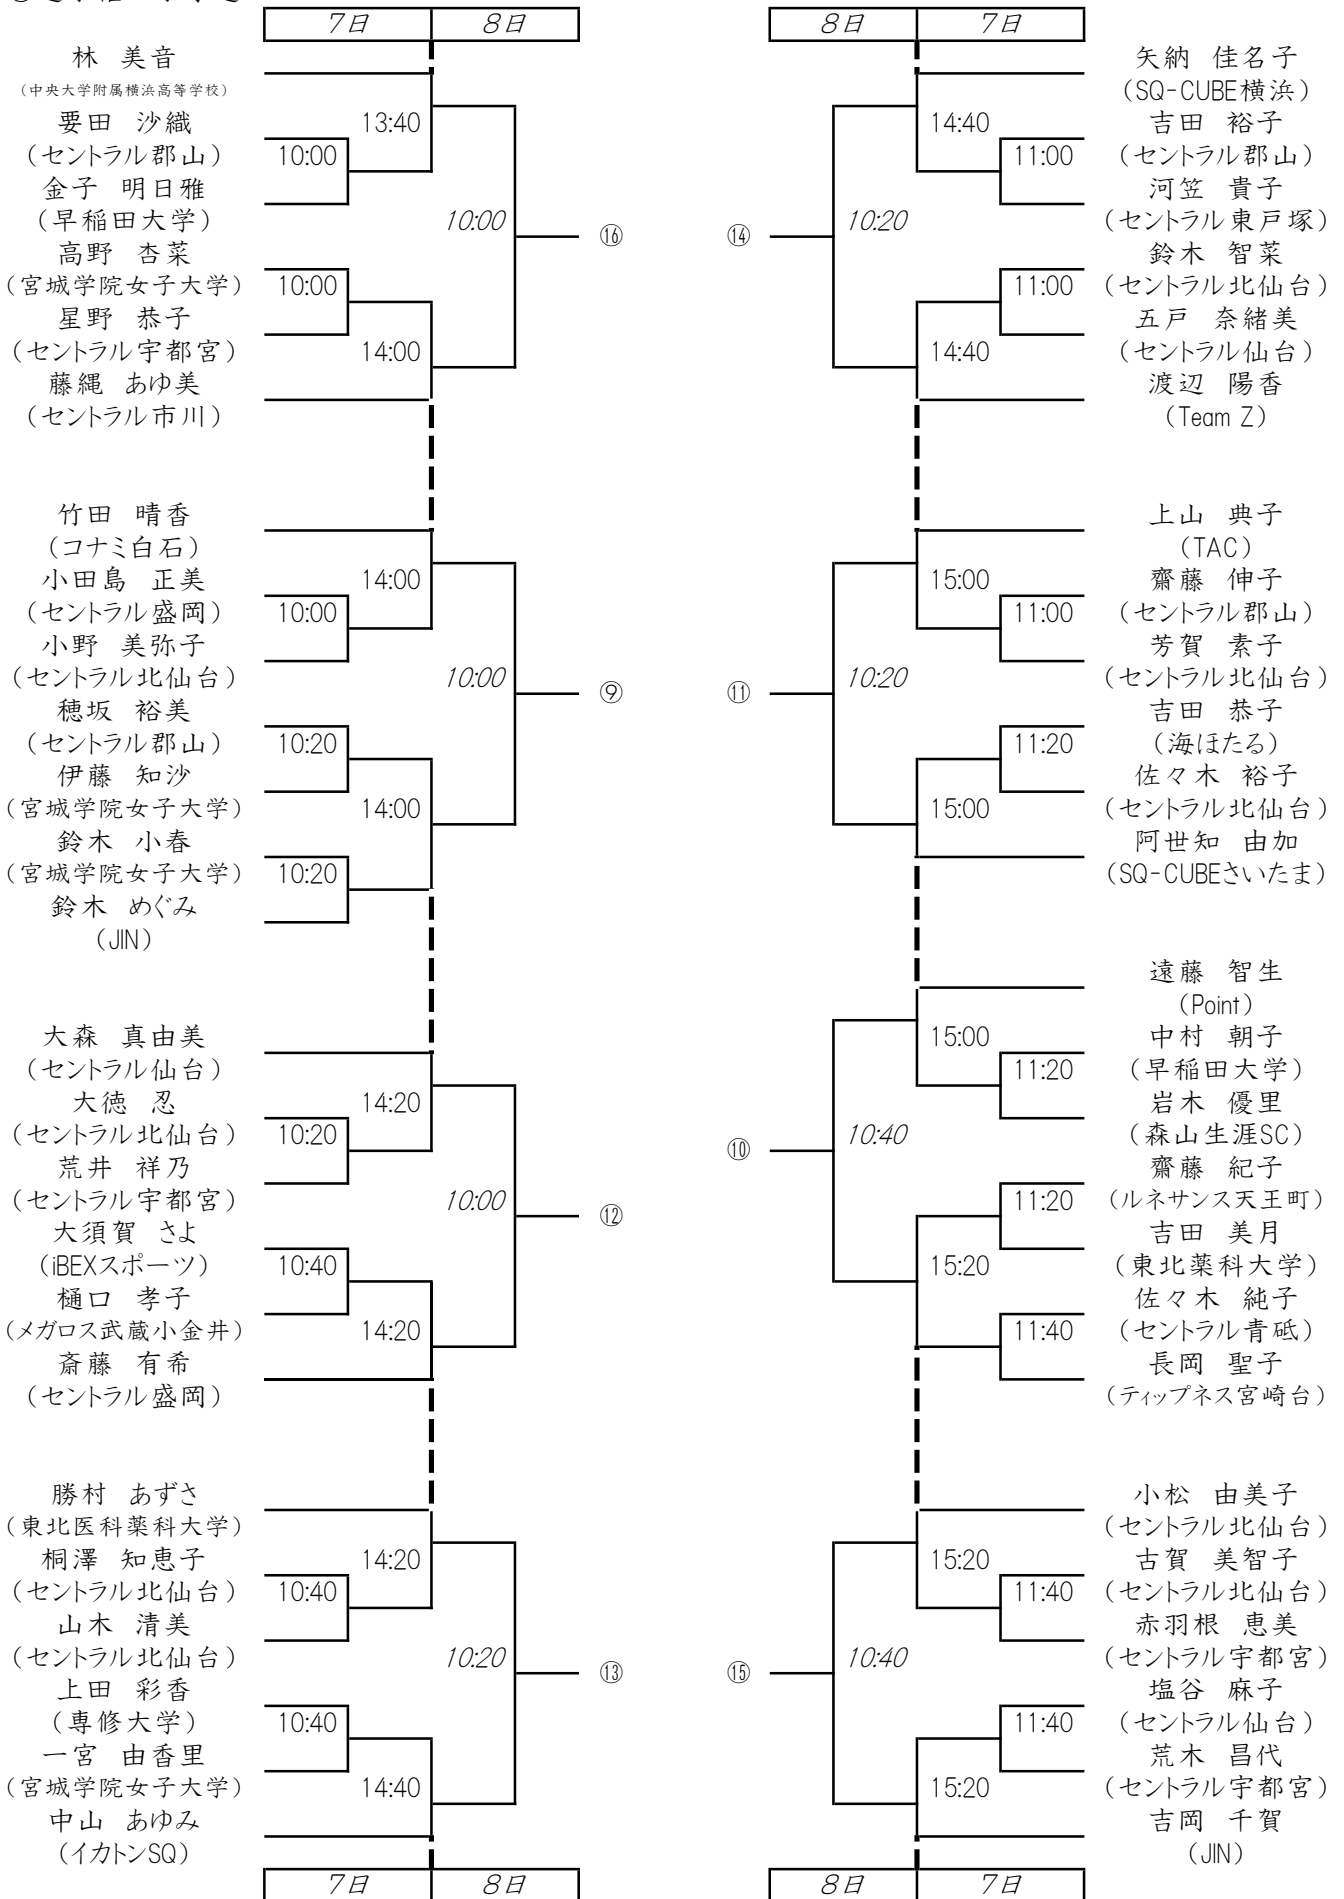 7日 8日
林 美音
(中央大学附属横浜高等学校)
要田 沙織
13:40
(セントラル郡山)
10:00
金子 明日雅
(早稲田大学)
10:00
⑯
高野 杏菜
(宮城学院女子大学)
10:00
星野 恭子
(セントラル宇都宮)
14:00
藤縄 あゆ美
(セントラル市川)
竹田 晴香
(コナミ白石)
小田島 正美
14:00
(セントラル盛岡)
10:00
小野 美弥子
(セントラル北仙台)
10:00
⑨
穂坂 裕美
(セントラル郡山)
10:20
伊藤 知沙
(宮城学院女子大学)
14:00
鈴木 小春
(宮城学院女子大学)
10:20
鈴木 めぐみ
(JIN)
大森 真由美
(セントラル仙台)
大徳 忍
14:20
(セントラル北仙台)
10:20
荒井 祥乃
(セントラル宇都宮)
10:00
⑫
大須賀 さよ
(iBEXスポーツ)
10:40
樋口 孝子
(メガロス武蔵小金井)
14:20
斎藤 有希
(セントラル盛岡)
勝村 あずさ
(東北医科薬科大学)
桐澤 知恵子
14:20
(セントラル北仙台)
10:40
山木 清美
(セントラル北仙台)
10:20
⑬
上田 彩香
(専修大学)
10:40
一宮 由香里
(宮城学院女子大学)
14:40
中山 あゆみ
(イカトンSQ)
7日 8日
8日 7日
矢納 佳名子
(SQ-CUBE横浜)
14:40
吉田 裕子
11:00
(セントラル郡山)
河笠 貴子
⑭
10:20
(セントラル東戸塚)
鈴木 智菜
11:00
(セントラル北仙台)
五戸 奈緒美
14:40
(セントラル仙台)
渡辺 陽香
(Team Z)
上山 典子
(TAC)
15:00
齋藤 伸子
11:00
(セントラル郡山)
芳賀 素子
⑪
10:20
(セントラル北仙台)
吉田 恭子
11:20
(海ほたる)
佐々木 裕子
15:00
(セントラル北仙台)
阿世知 由加
(SQ-CUBEさいたま)
遠藤 智生
(Point)
15:00
中村 朝子
11:20
(早稲田大学)
岩木 優里
⑩
10:40
(森山生涯SC)
齋藤 紀子
11:20
(ルネサンス天王町)
吉田 美月
15:20
(東北薬科大学)
佐々木 純子
11:40
(セントラル青砥)
長岡 聖子
(ティップネス宮崎台)
小松 由美子
(セントラル北仙台)
15:20
古賀 美智子
11:40
(セントラル北仙台)
赤羽根 恵美
⑮
10:40
(セントラル宇都宮)
塩谷 麻子
11:40
(セントラル仙台)
荒木 昌代
15:20
(セントラル宇都宮)
吉岡 千賀
(JIN)
8日 7日